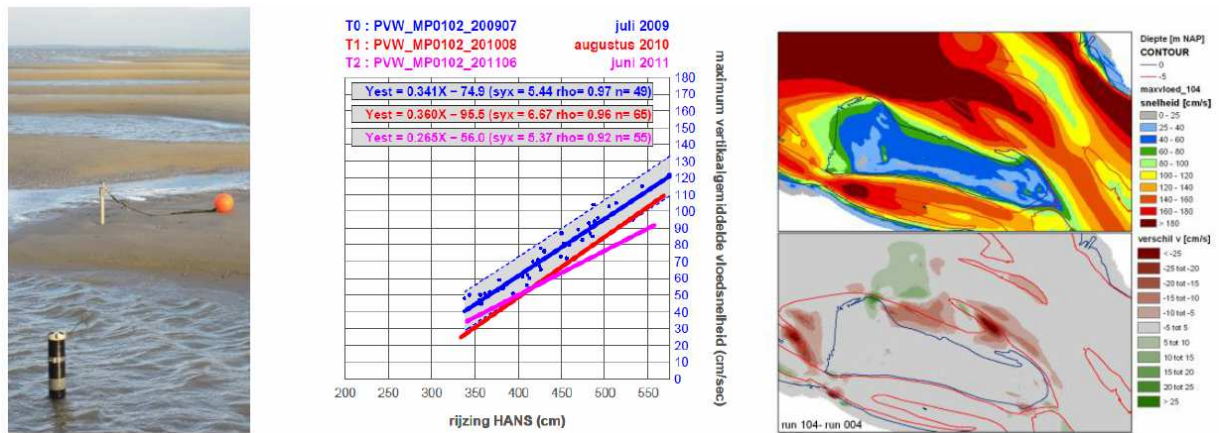 T0 : PVW_MP0102_200907 juli 2009
T1 : PVW_MP0102_201008 augustus 2010
T2 : PVW_MP0102_201106 juni 2011
Yest = 0.341X – 74.9 (syx = 5.44 rho= 0.97 n= 49)
Yest = 0.360X – 95.5 (syx = 6.67 rho= 0.96 n= 65)
Yest = 0.265X – 56.0 (syx = 5.37 rho= 0.92 n= 55)
180
170
160
150
140
130
120
110
100
90
80
70
60
50
40
30
20
10
0
maximum vertikaalgemiddelde vloedsnelheid (cm/sec)
200 250 300 350 400 450 500 550
rijzing HANS (cm)
Diepte [m NAP]
CONTOUR
0
-5
maxvloed_104
snelheid [cm/s]
0 - 25
25 - 40
40 - 60
60 - 80
80 - 100
100 - 120
120 - 140
140 - 160
160 - 180
> 180
verschil v [cm/s]
< -25
-25 tot -20
-20 tot -15
-15 tot -10
-10 tot -5
-5 tot 5
5 tot 10
10 tot 15
15 tot 20
20 tot 25
> 25
run 104- run 004